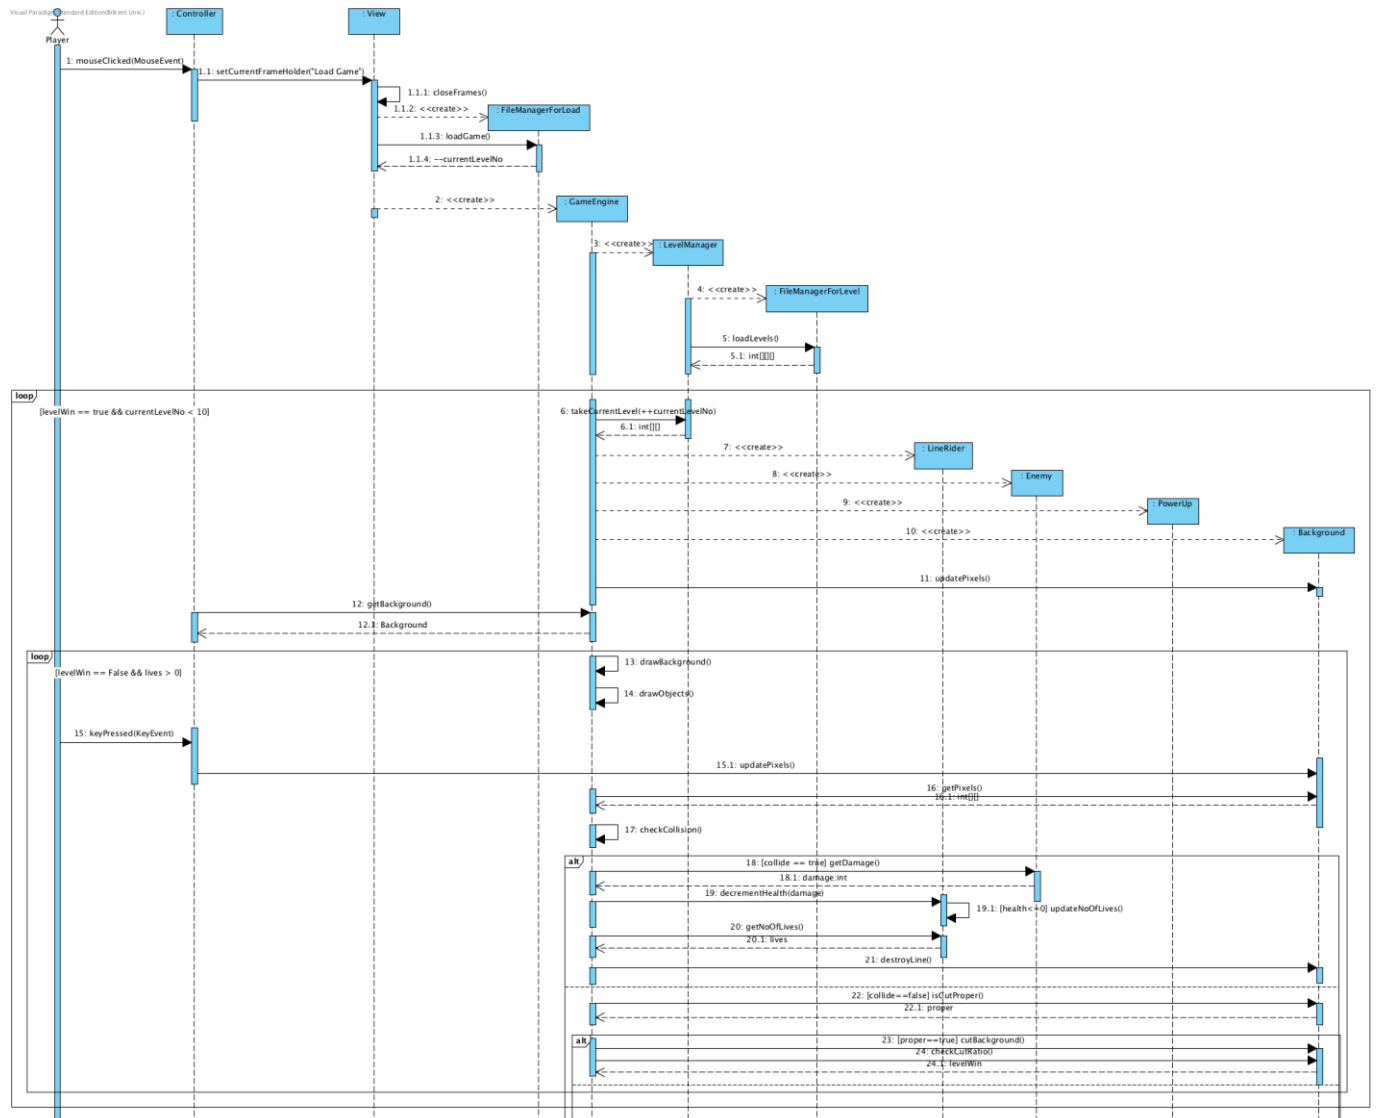 Visual Paradigm Standard Edition(Bilkent Univ.)
Player
: Controller
: View
1: mouseClicked(MouseEvent)
1.1: setCurrentFrameHolder("Load Game")
1.1.1: closeFrames()
1.1.2: <<create>>
: FileManagerForLoad
1.1.3: loadGame()
1.1.4: --currentLevelNo
2: <<create>>
: GameEngine
3: <<create>>
: LevelManager
4: <<create>>
: FileManagerForLevel
5: loadLevels()
5.1: int[][][]
loop
[levelWin == true && currentLevelNo < 10]
6: takeCurrentLevel(++currentLevelNo)
6.1: int[][]
7: <<create>>
: LineRider
8: <<create>>
: Enemy
9: <<create>>
: PowerUp
10: <<create>>
: Background
11: updatePixels()
12: getBackground()
12.1: Background
loop
[levelWin == False && lives > 0]
13: drawBackground()
14: drawObjects()
15: keyPressed(KeyEvent)
15.1: updatePixels()
16: getPixels()
16.1: int[][]
17: checkCollision()
alt
18: [collide == true] getDamage()
18.1: damage:int
19: decrementHealth(damage)
19.1: [health<=0] updateNoOfLives()
20: getNoOfLives()
20.1: lives
21: destroyLine()
22: [collide==false] isCutProper()
22.1: proper
alt
23: [proper==true] cutBackground()
24: checkCutRatio()
24.1: levelWin